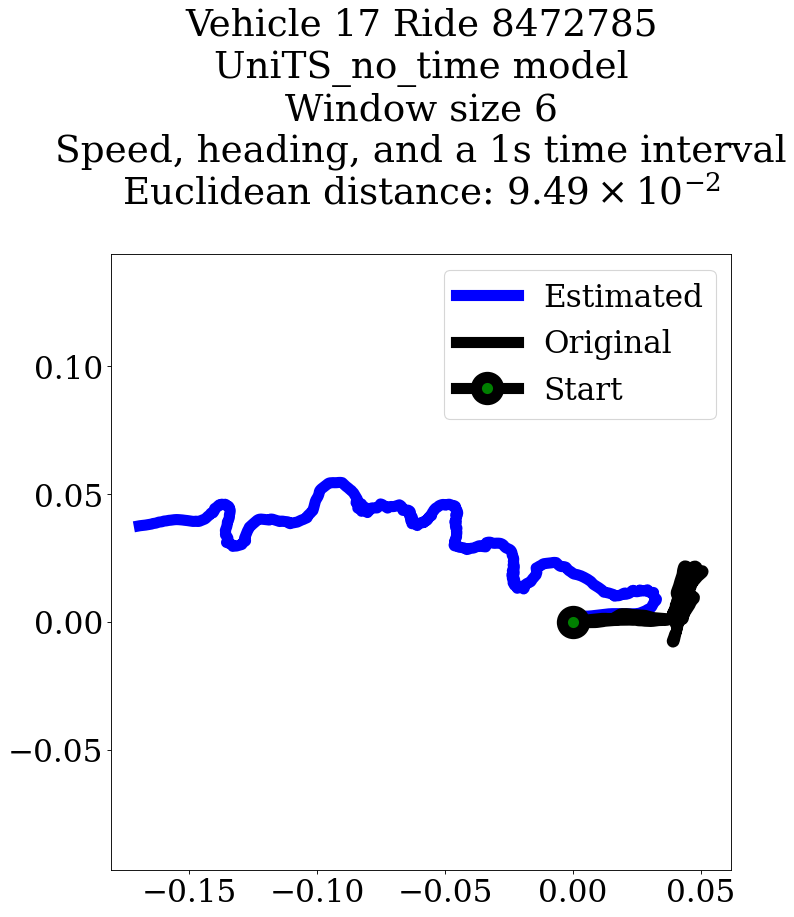 Vehicle 17 Ride 8472785
UniTS_no_time model
Window size 6
Speed, heading, and a 1s time interval
Euclidean distance: 9.49 × 10⁻²
Estimated
Original
Start
0.10
0.05
0.00
−0.05
−0.15 −0.10 −0.05 0.00 0.05